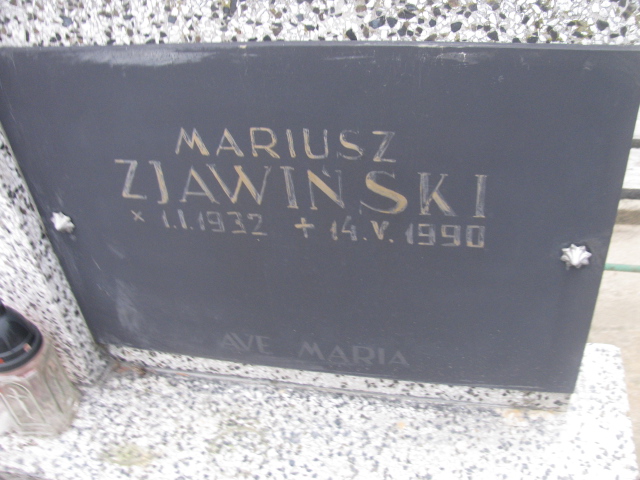 MARIUSZ
ZJAWIŃSKI
× 1.I.1932 + 14.V.1990
AVE MARIA